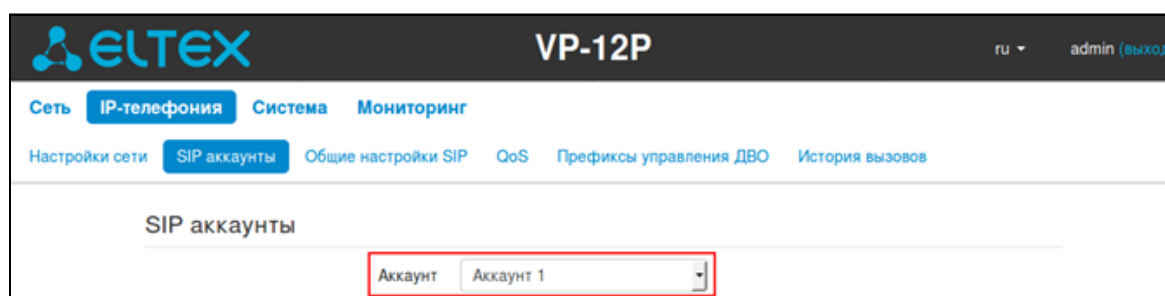 ELTEX VP-12P ru admin (выход
Сеть IP-телефония Система Мониторинг
Настройки сети SIP аккаунты Общие настройки SIP QoS Префиксы управления ДВО История вызовов
SIP аккаунты
Аккаунт Аккаунт 1